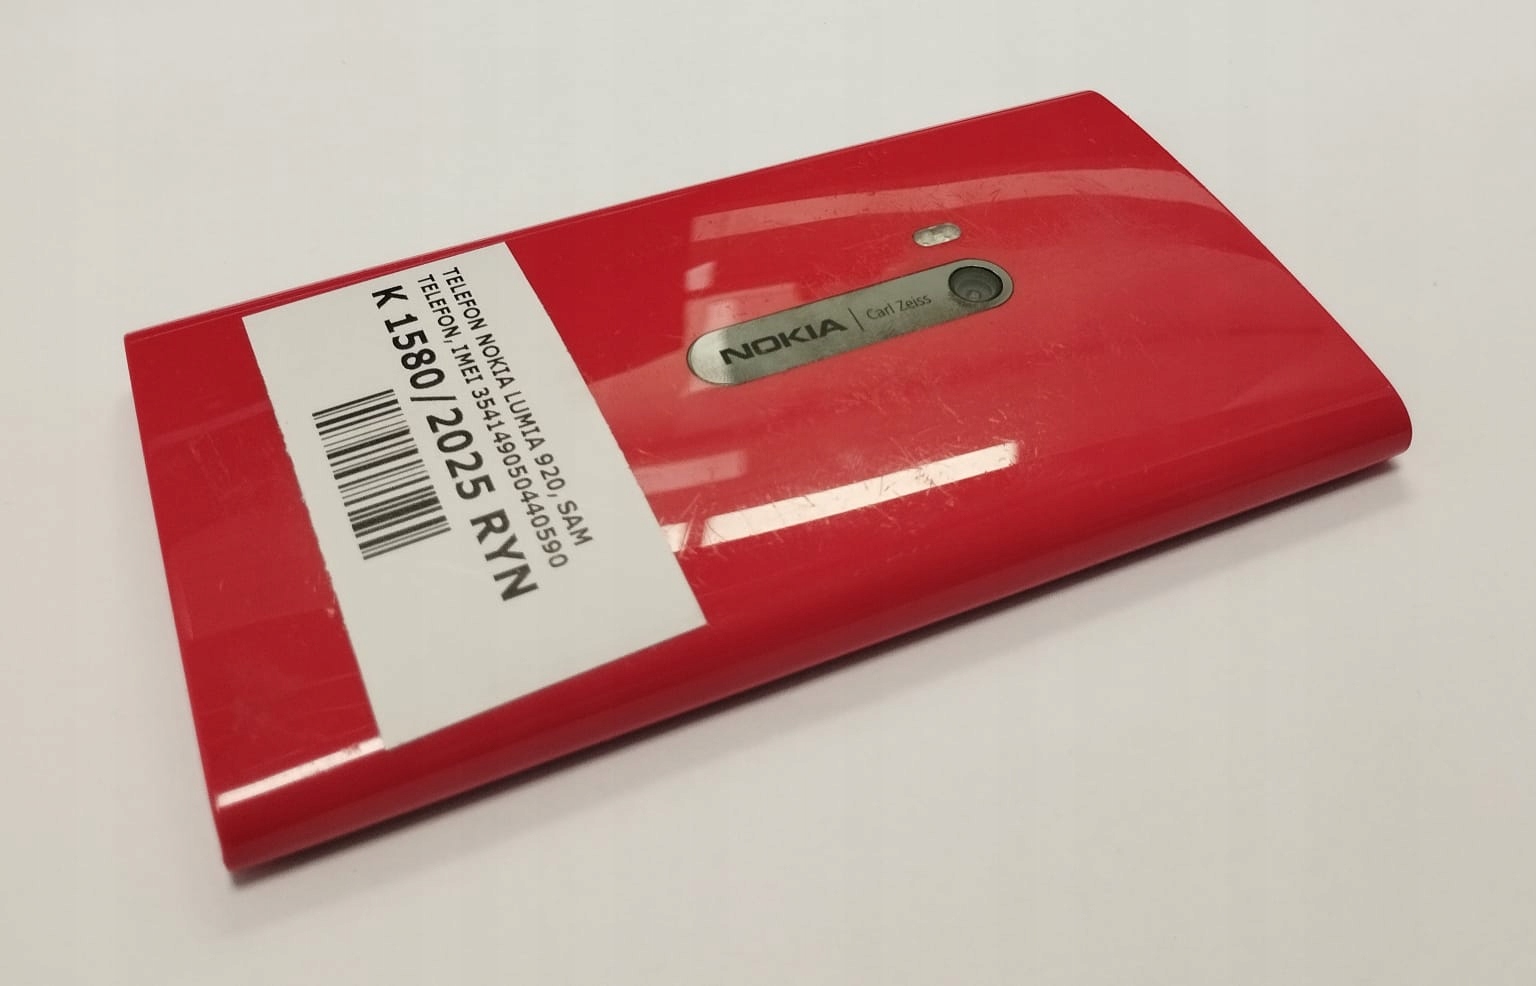 TELEFON NOKIA LUMIA 920, SAM
TELEFON, IMEI 354149050440590
K 1580/2025 RYN
NOKIA | Carl Zeiss